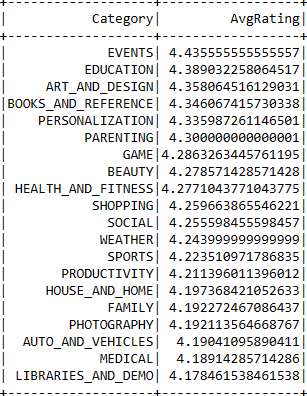 +-------------------+------------------+
|           Category|         AvgRating|
+-------------------+------------------+
|             EVENTS| 4.435555555555557|
|          EDUCATION| 4.389032258064517|
|     ART_AND_DESIGN| 4.358064516129031|
|BOOKS_AND_REFERENCE| 4.346067415730338|
|    PERSONALIZATION| 4.335987261146501|
|          PARENTING| 4.300000000000001|
|               GAME|4.2863263445761195|
|             BEAUTY| 4.278571428571428|
| HEALTH_AND_FITNESS|4.2771043771043775|
|           SHOPPING| 4.259663865546221|
|             SOCIAL| 4.255598455598457|
|            WEATHER| 4.243999999999999|
|             SPORTS| 4.223510971786835|
|       PRODUCTIVITY| 4.211396011396012|
|     HOUSE_AND_HOME| 4.197368421052633|
|             FAMILY| 4.192272467086437|
|        PHOTOGRAPHY| 4.192113564668767|
|  AUTO_AND_VEHICLES|  4.19041095890411|
|            MEDICAL|  4.18914285714286|
| LIBRARIES_AND_DEMO| 4.178461538461538|
+-------------------+------------------+